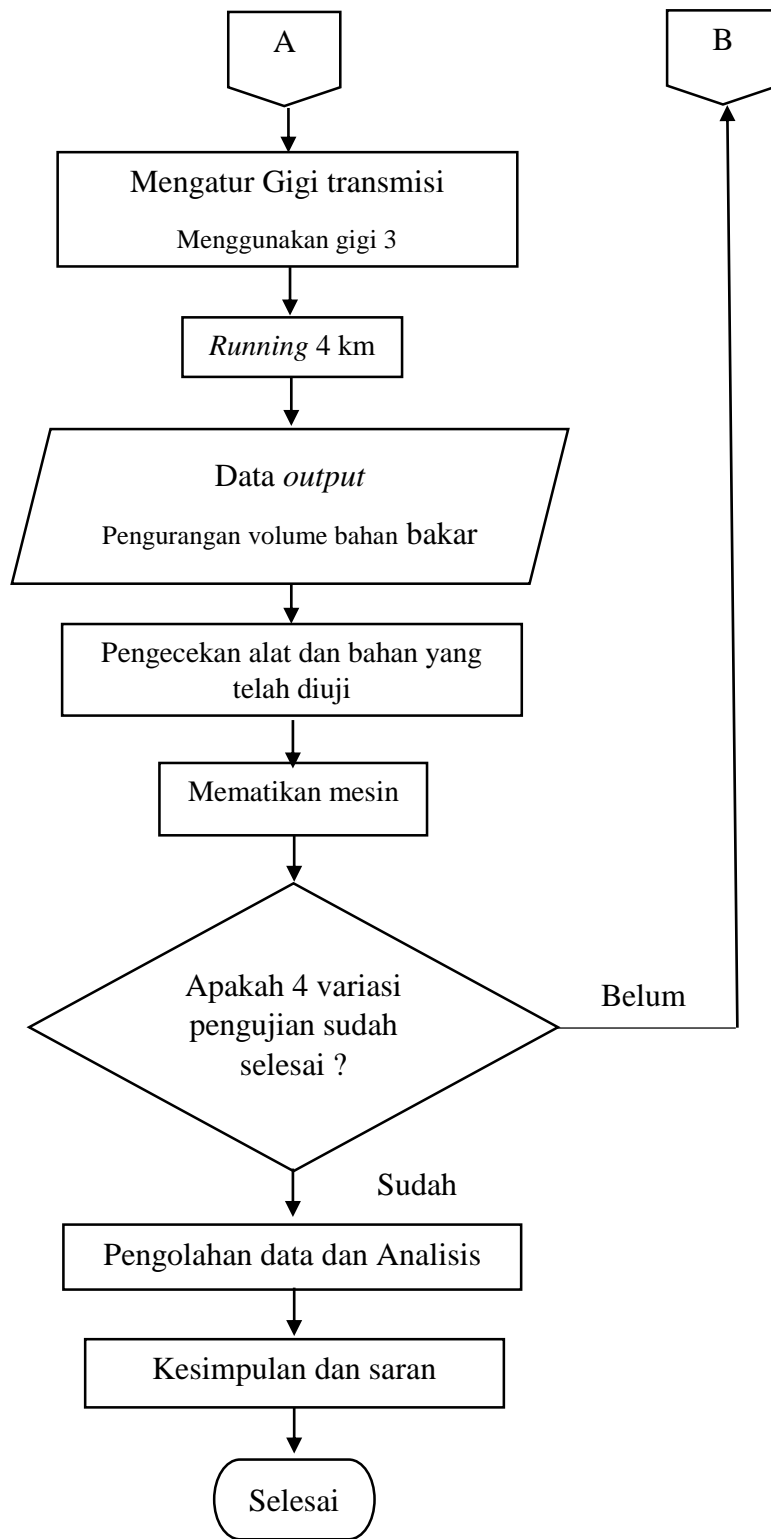 A
B
Mengatur Gigi transmisi
Menggunakan gigi 3
Running 4 km
Data output
Pengurangan volume bahan bakar
Pengecekan alat dan bahan yang
telah diuji
Mematikan mesin
Apakah 4 variasi
pengujian sudah
selesai ?
Belum
Sudah
Pengolahan data dan Analisis
Kesimpulan dan saran
Selesai